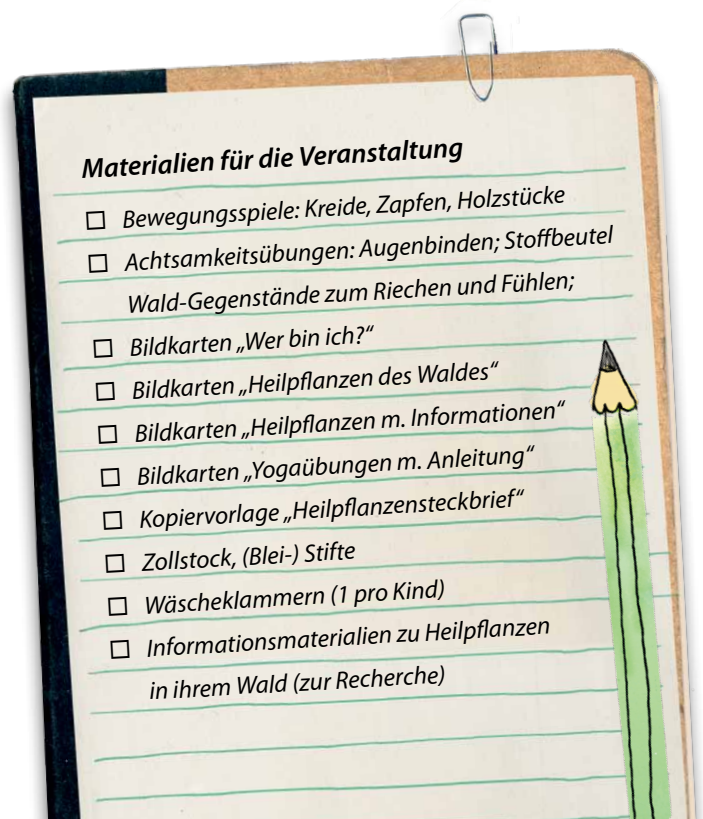 Materialien für die Veranstaltung
☐ Bewegungsspiele: Kreide, Zapfen, Holzstücke
☐ Achtsamkeitsübungen: Augenbinden; Stoffbeutel
Wald-Gegenstände zum Riechen und Fühlen;
☐ Bildkarten „Wer bin ich?“
☐ Bildkarten „Heilpflanzen des Waldes“
☐ Bildkarten „Heilpflanzen m. Informationen“
☐ Bildkarten „Yogaübungen m. Anleitung“
☐ Kopiervorlage „Heilpflanzensteckbrief“
☐ Zollstock, (Blei-) Stifte
☐ Wäscheklammern (1 pro Kind)
☐ Informationsmaterialien zu Heilpflanzen
in ihrem Wald (zur Recherche)